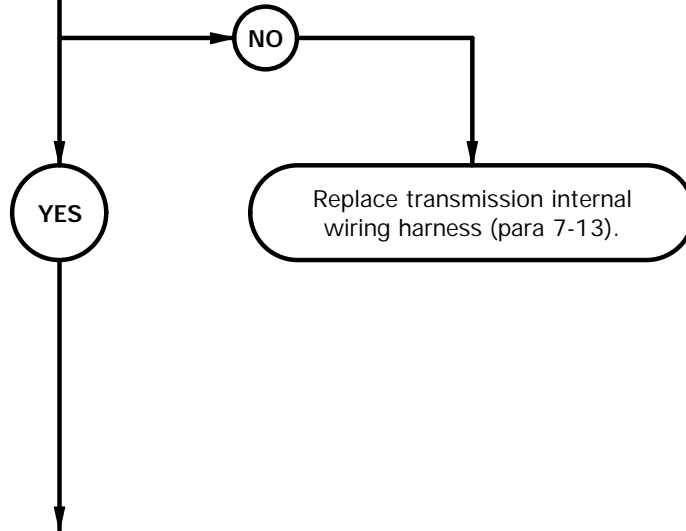 NO
YES
Replace transmission internal
wiring harness (para 7-13).